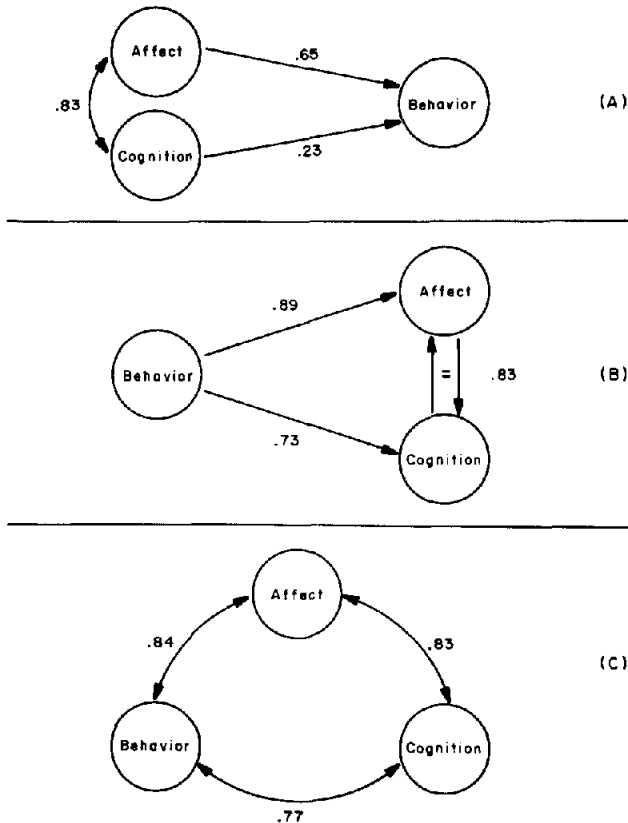 Affect
.65
.83
Behavior
(A)
Cognition
.23
Affect
.89
Behavior
=
.83
(B)
.73
Cognition
Affect
.84
.83
(C)
Behavior
Cognition
.77